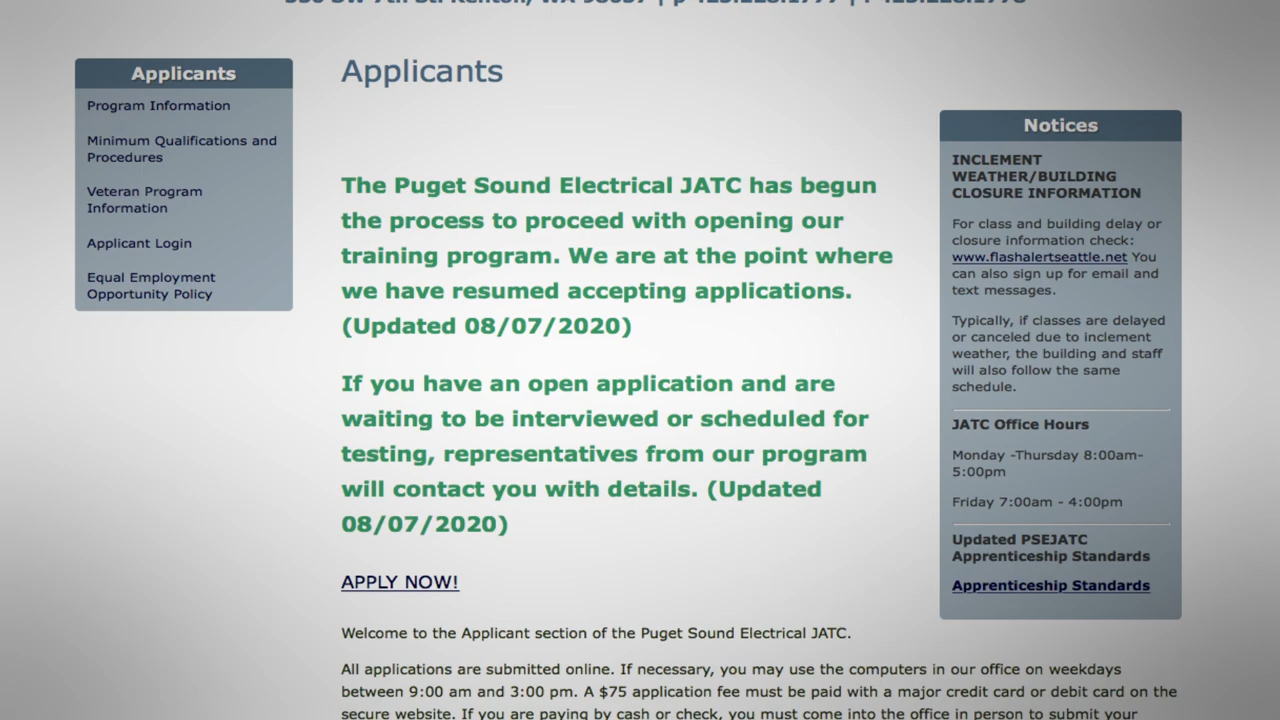 Applicants
Program Information
Minimum Qualifications and
Procedures
Veteran Program
Information
Applicant Login
Equal Employment
Opportunity Policy
Applicants
The Puget Sound Electrical JATC has begun
the process to proceed with opening our
training program. We are at the point where
we have resumed accepting applications.
(Updated 08/07/2020)
If you have an open application and are
waiting to be interviewed or scheduled for
testing, representatives from our program
will contact you with details. (Updated
08/07/2020)
APPLY NOW!
Welcome to the Applicant section of the Puget Sound Electrical JATC.
All applications are submitted online. If necessary, you may use the computers in our office on weekdays
between 9:00 am and 3:00 pm. A $75 application fee must be paid with a major credit card or debit card on the
secure website. If you are paying by cash or check, you must come into the office in person to submit your
Notices
INCLEMENT
WEATHER/BUILDING
CLOSURE INFORMATION
For class and building delay or
closure information check:
www.flashalertseattle.net You
can also sign up for email and
text messages.
Typically, if classes are delayed
or canceled due to inclement
weather, the building and staff
will also follow the same
schedule.
JATC Office Hours
Monday -Thursday 8:00am-
5:00pm
Friday 7:00am - 4:00pm
Updated PSEJATC
Apprenticeship Standards
Apprenticeship Standards